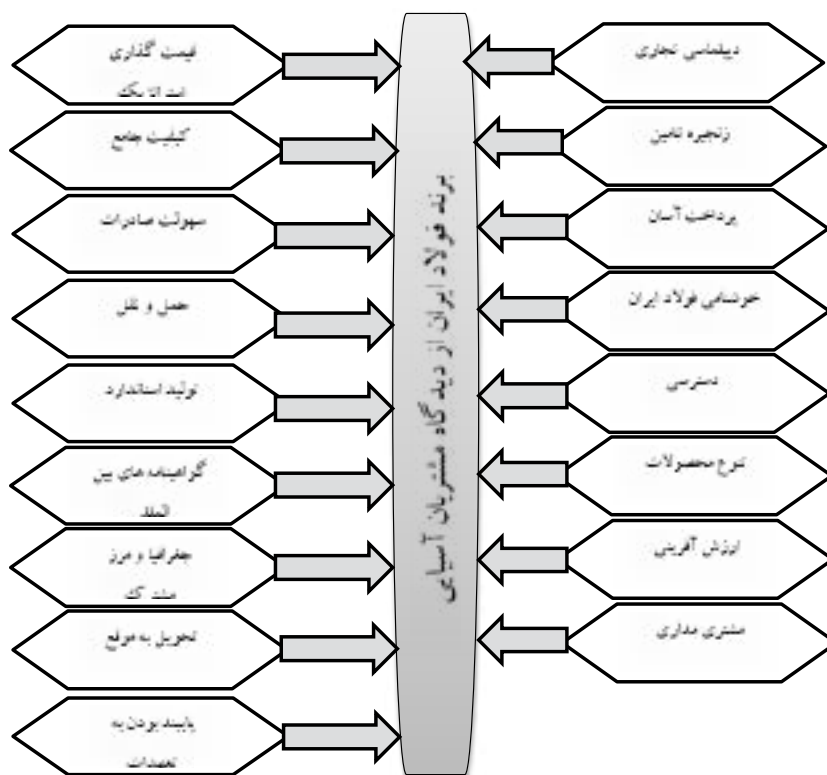 دیپلماسی تجاری
زنجیره تامین
پرداخت آسان
خوشنامی فولاد ایران
دسترسی
تنوع محصولات
ارزش آفرینی
مشتری مداری
برند فولاد ایران از دیدگاه مشتریان آسیایی
قیمت گذاری
استراتژیک
کیفیت جامع
سهولت صادرات
حمل و نقل
تولید استاندارد
گواهینامه های بین
الملل
جغرافیا و مرز
مشترک
تحویل به موقع
پایبند بودن به
تعهدات